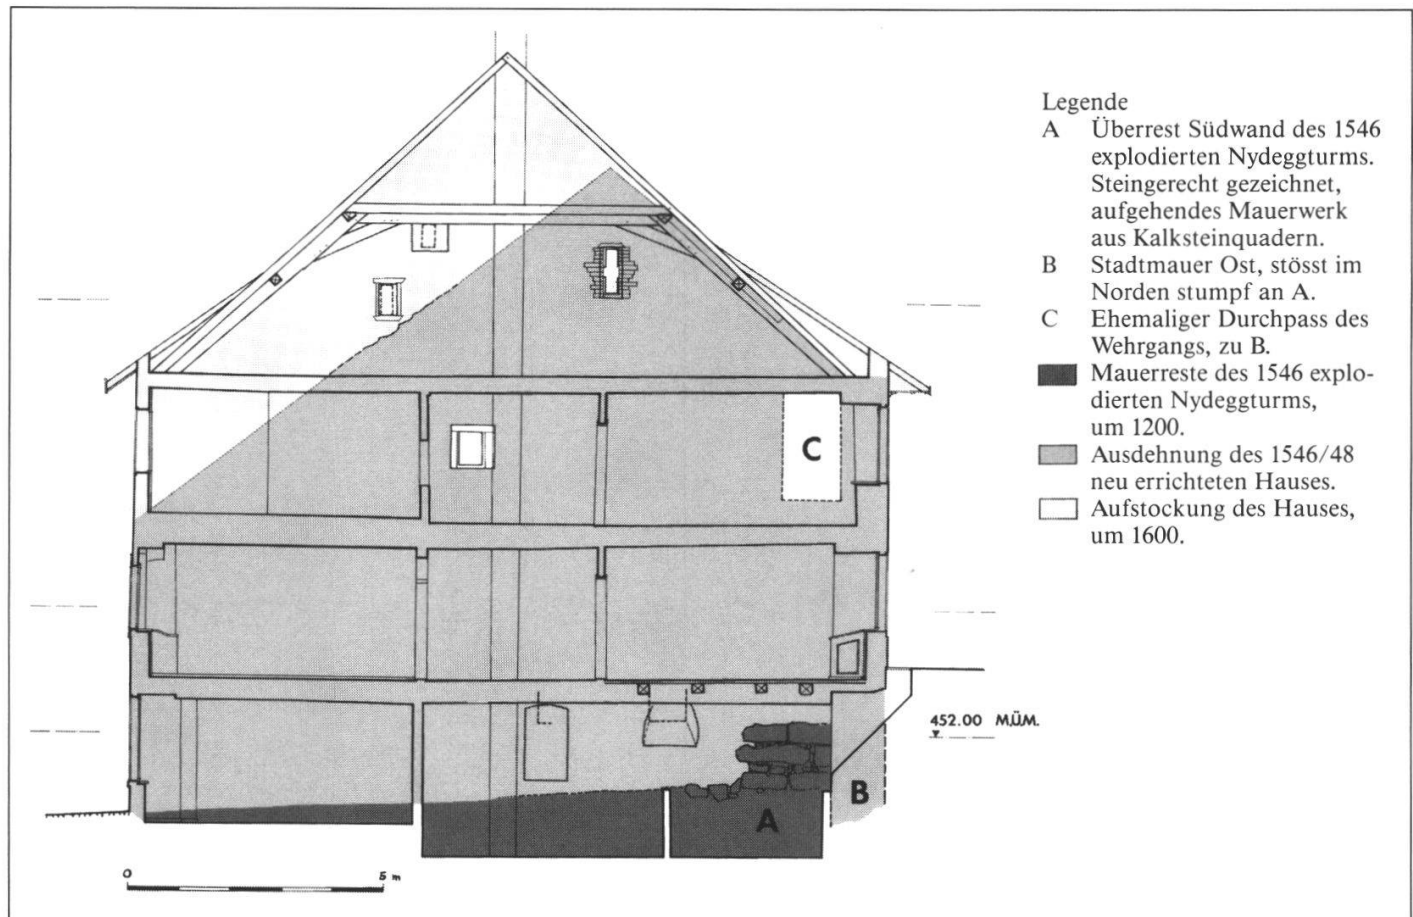 Legende
A Überrest Südwand des 1546
explodierten Nydeggturms.
Steingerecht gezeichnet,
aufgehendes Mauerwerk
aus Kalksteinquadern.
B Stadtmauer Ost, stösst im
Norden stumpf an A.
C Ehemaliger Durchpass des
Wehrgangs, zu B.
Mauerreste des 1546 explo-
dierten Nydeggturms,
um 1200.
Ausdehnung des 1546/48
neu errichteten Hauses.
Aufstockung des Hauses,
um 1600.
C
452.00 M.Ü.M.
B
A
0 5 m